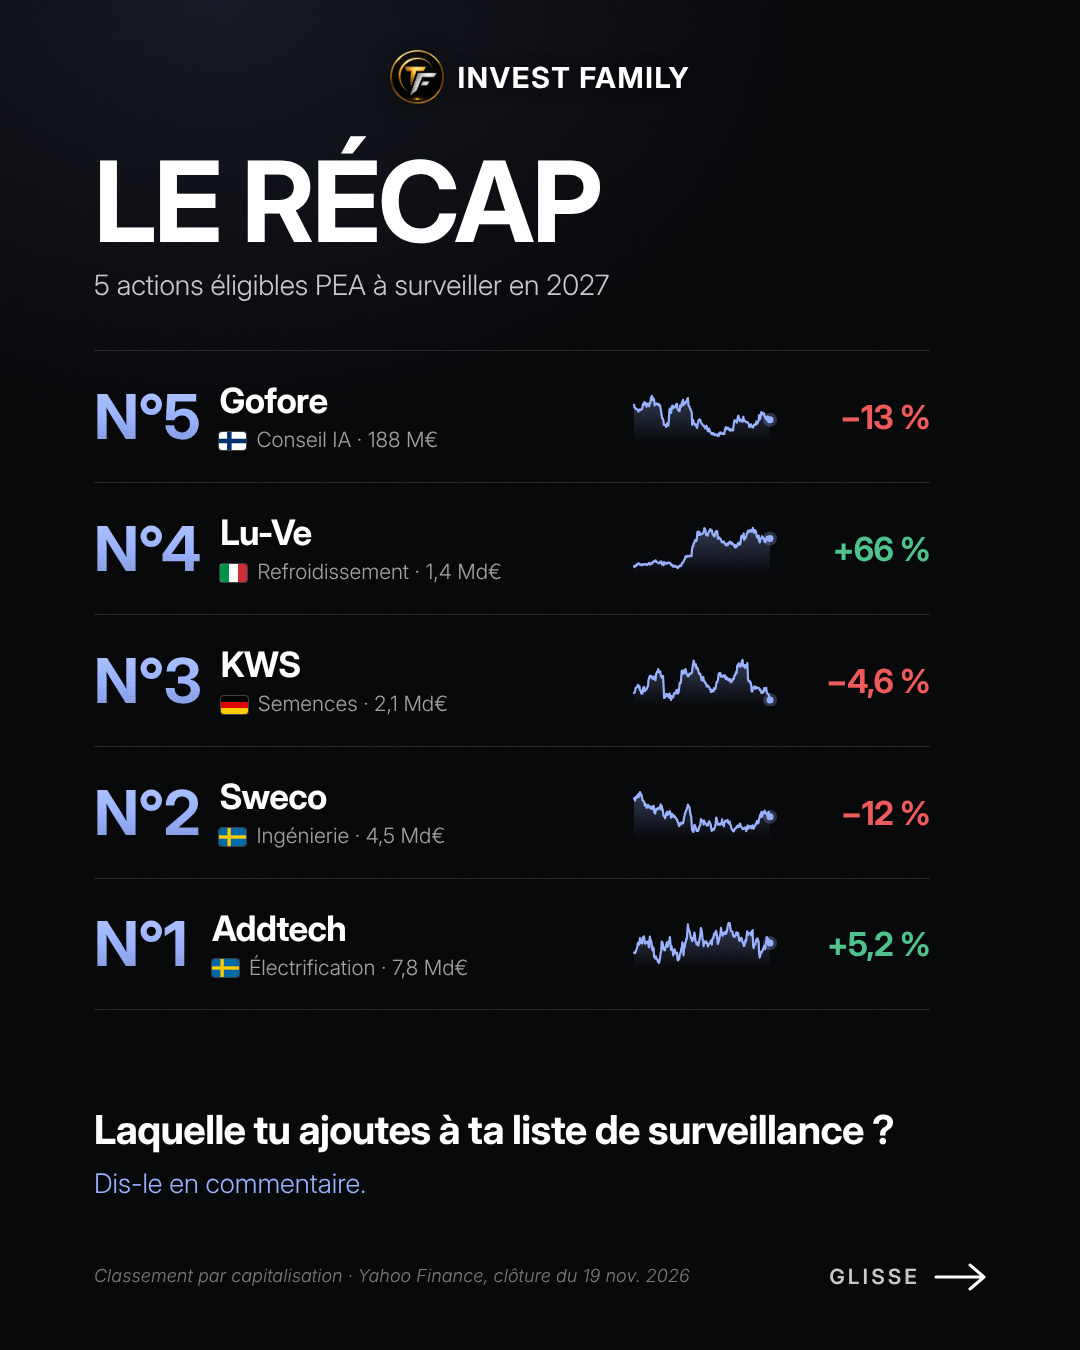 TF INVEST FAMILY
LE RÉCAP
5 actions éligibles PEA à surveiller en 2027
N°5 Gofore −13 %
Conseil IA · 188 M€
N°4 Lu-Ve +66 %
Refroidissement · 1,4 Md€
N°3 KWS −4,6 %
Semences · 2,1 Md€
N°2 Sweco −12 %
Ingénierie · 4,5 Md€
N°1 Addtech +5,2 %
Électrification · 7,8 Md€
Laquelle tu ajoutes à ta liste de surveillance ?
Dis-le en commentaire.
Classement par capitalisation · Yahoo Finance, clôture du 19 nov. 2026
GLISSE